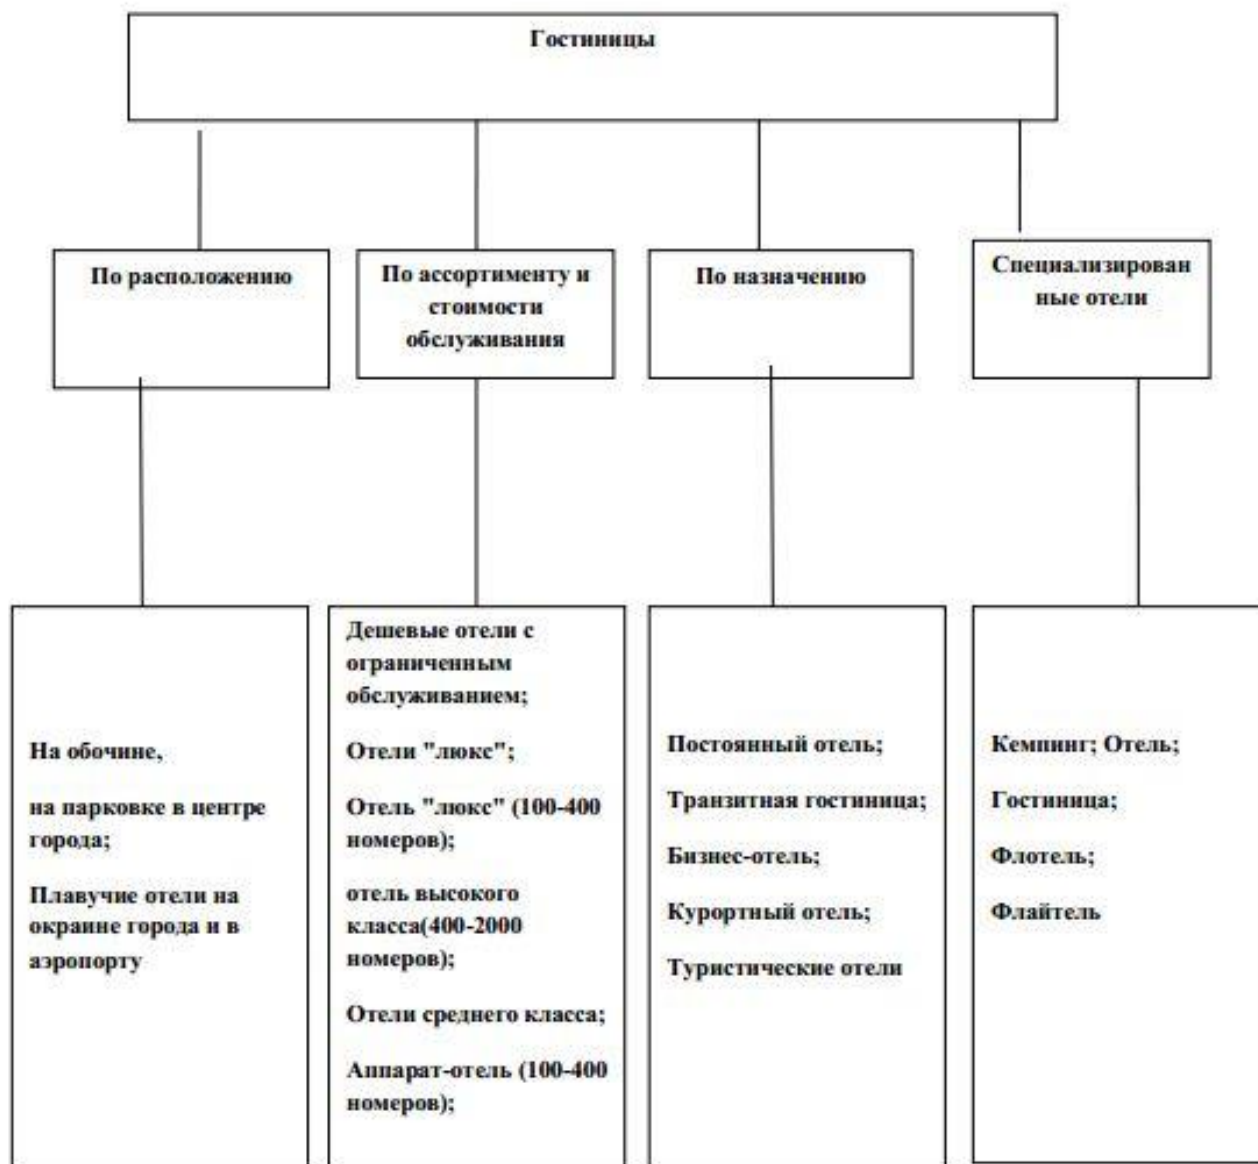 Гостиницы
По расположению
По ассортименту и
стоимости
обслуживания
По назначению
Специализирован
ные отели
На обочине,
на парковке в центре
города;
Плавучие отели на
окраине города и в
аэропорту
Дешевые отели с
ограниченным
обслуживанием;
Отели "люкс";
Отель "люкс" (100-400
номеров);
отель высокого
класса(400-2000
номеров);
Отели среднего класса;
Аппарат-отель (100-400
номеров);
Постоянный отель;
Транзитная гостиница;
Бизнес-отель;
Курортный отель;
Туристические отели
Кемпинг; Отель;
Гостиница;
Флотель;
Флайтель